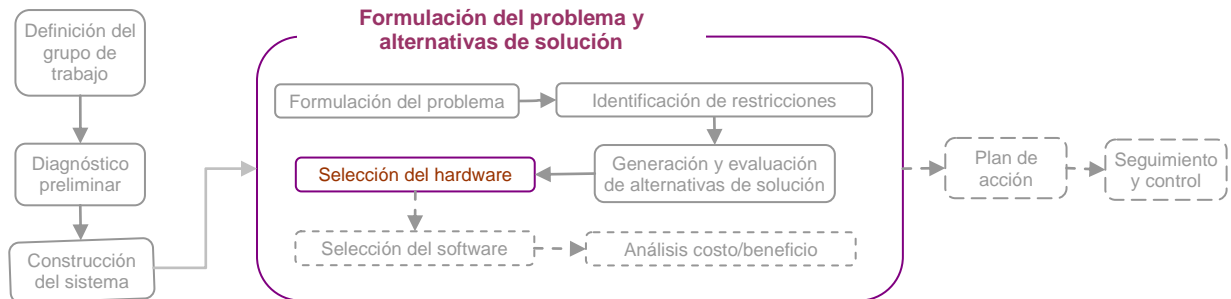 Definición del
grupo de
trabajo
Diagnóstico
preliminar
Construcción
del sistema
Formulación del problema y
alternativas de solución
Formulación del problema
Identificación de restricciones
Generación y evaluación
de alternativas de solución
Selección del hardware
Selección del software
Análisis costo/beneficio
Plan de
acción
Seguimiento
y control